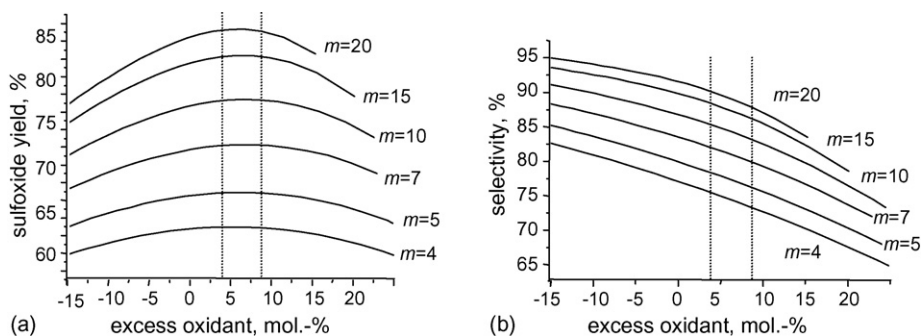 sulfoxide yield, %
85
80
75
70
65
60
m=20
m=15
m=10
m=7
m=5
m=4
-15 -10 -5 0 5 10 15 20
excess oxidant, mol.-%
(a)
selectivity, %
95
90
85
80
75
70
65
m=20
m=15
m=10
m=7
m=5
m=4
-15 -10 -5 0 5 10 15 20
excess oxidant, mol.-%
(b)